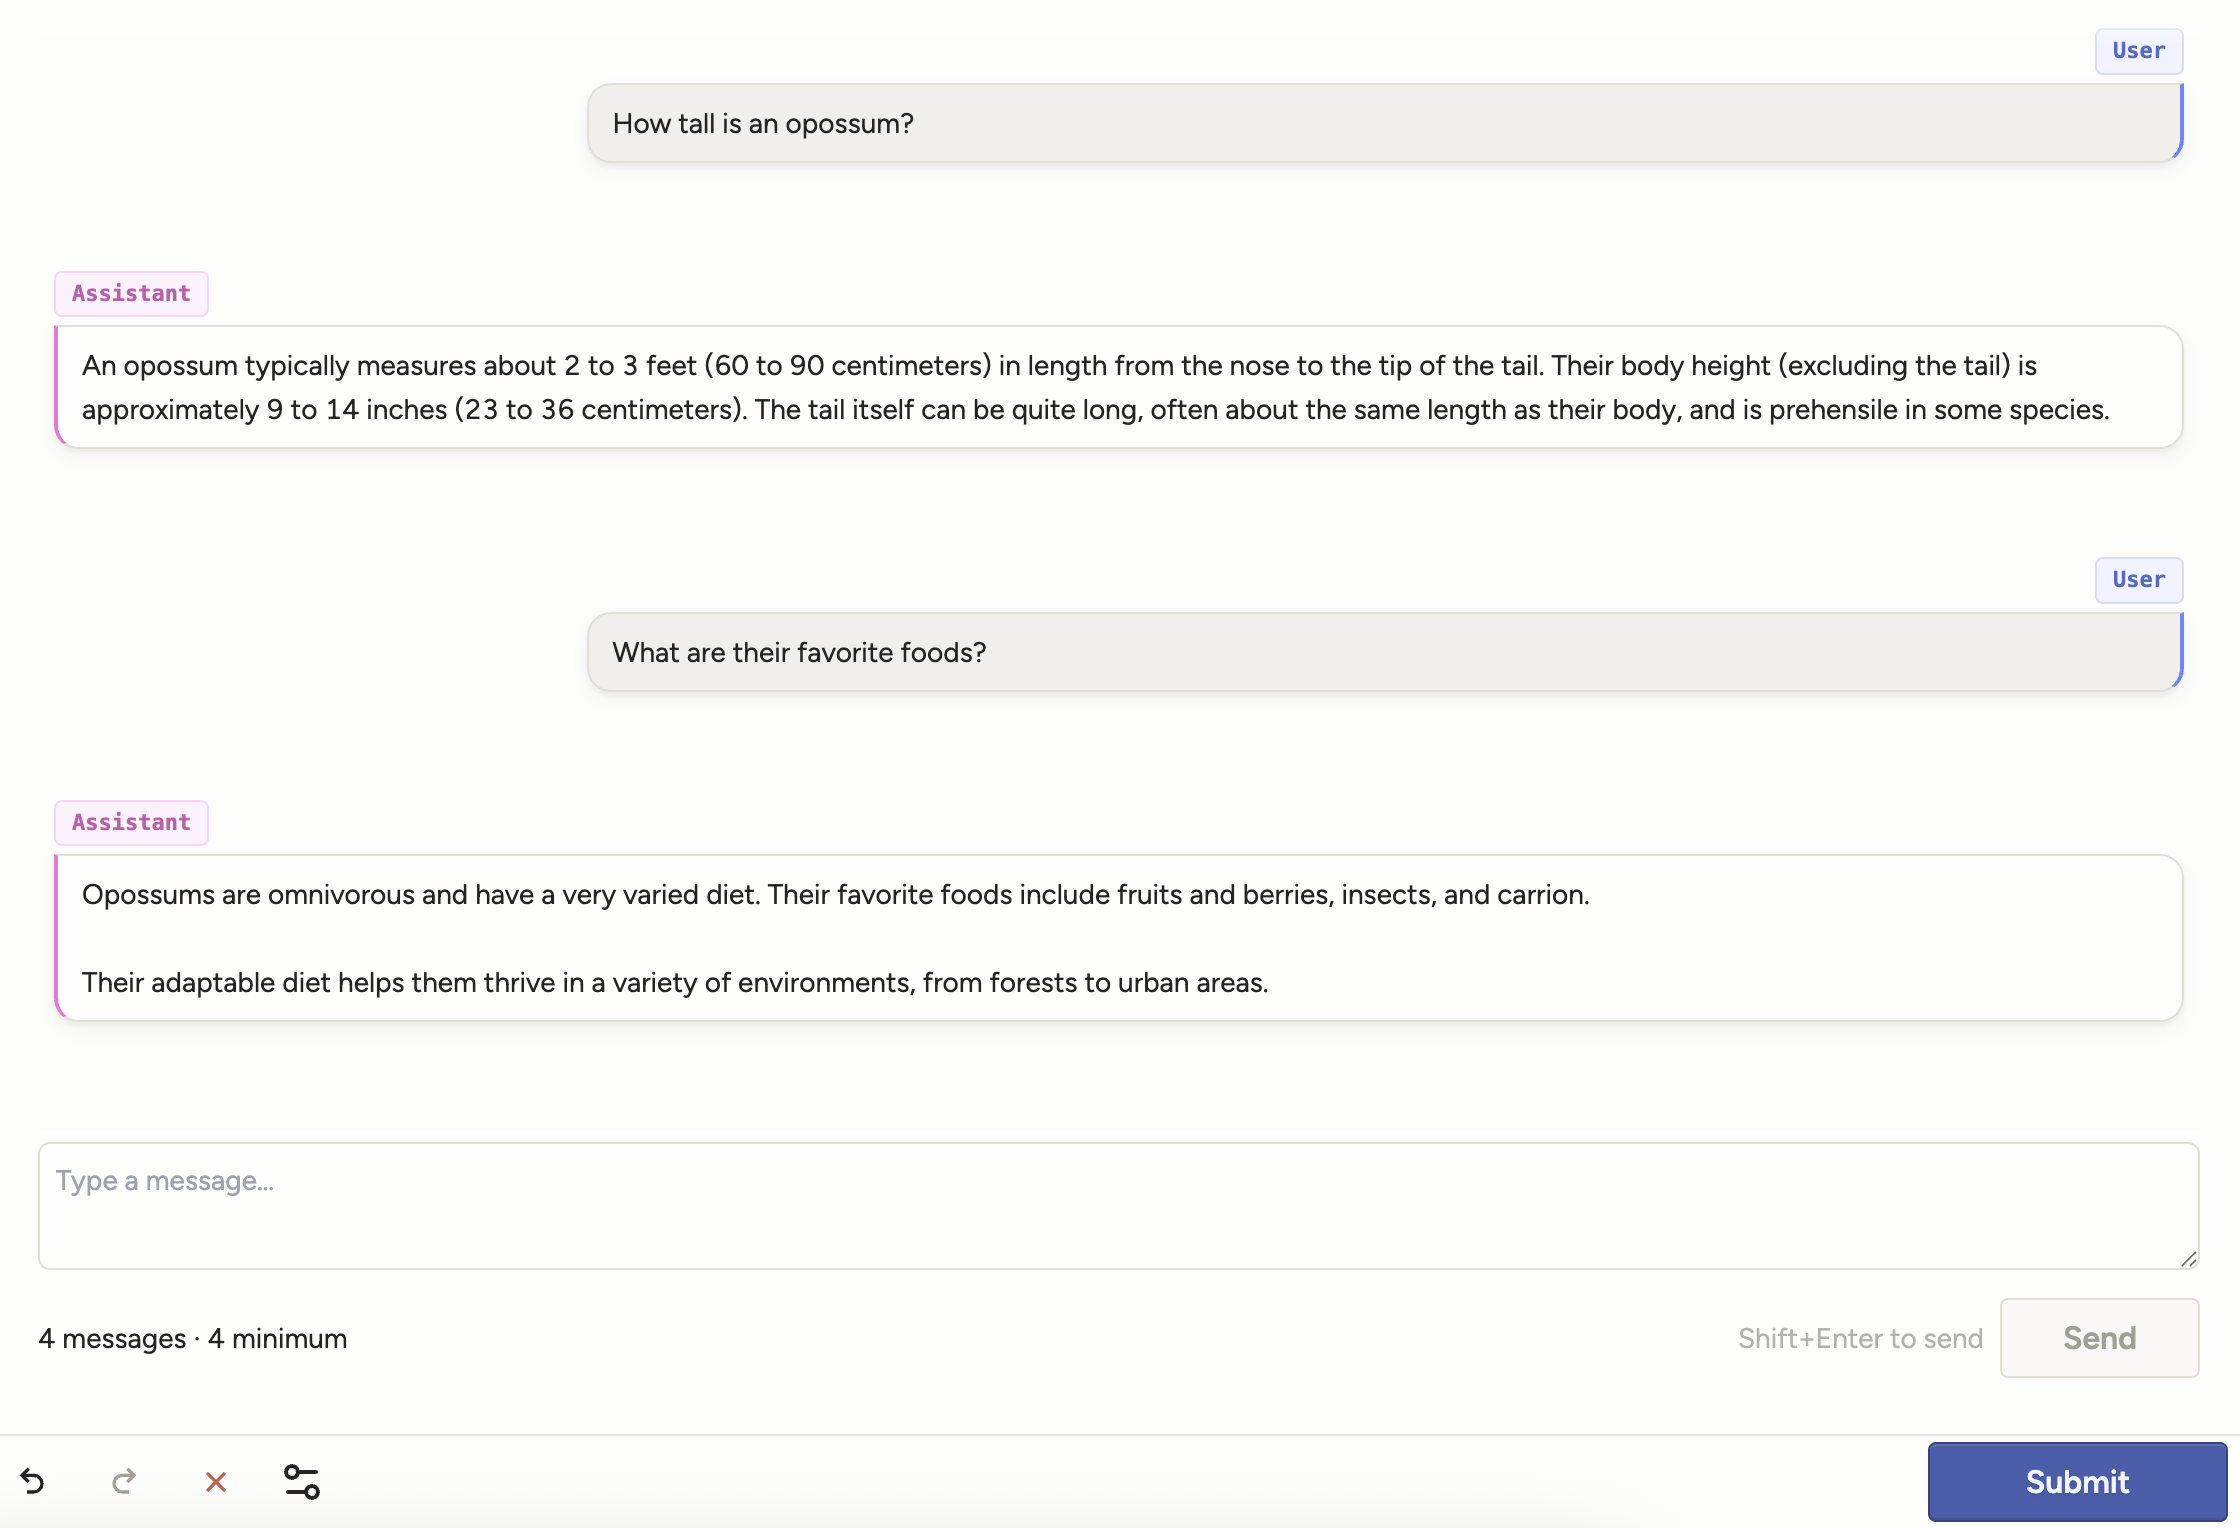 User
How tall is an opossum?
Assistant
An opossum typically measures about 2 to 3 feet (60 to 90 centimeters) in length from the nose to the tip of the tail. Their body height (excluding the tail) is
approximately 9 to 14 inches (23 to 36 centimeters). The tail itself can be quite long, often about the same length as their body, and is prehensile in some species.
User
What are their favorite foods?
Assistant
Opossums are omnivorous and have a very varied diet. Their favorite foods include fruits and berries, insects, and carrion.
Their adaptable diet helps them thrive in a variety of environments, from forests to urban areas.
Type a message...
4 messages · 4 minimum
Shift+Enter to send
Send
Submit